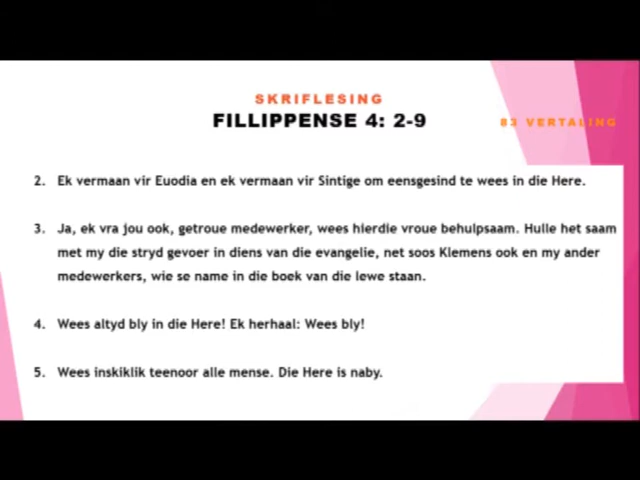 SKRIFLESING
FILLIPPENSE 4: 2-9
83 VERTALING
2. Ek vermaan vir Euodia en ek vermaan vir Sintige om eensgesind te wees in die Here.
3. Ja, ek vra jou ook, getroue medewerker, wees hierdie vroue behulpsaam. Hulle het saam
met my die stryd gevoer in diens van die evangelie, net soos Klemens ook en my ander
medewerkers, wie se name in die boek van die lewe staan.
4. Wees altyd bly in die Here! Ek herhaal: Wees bly!
5. Wees inskiklik teenoor alle mense. Die Here is naby.